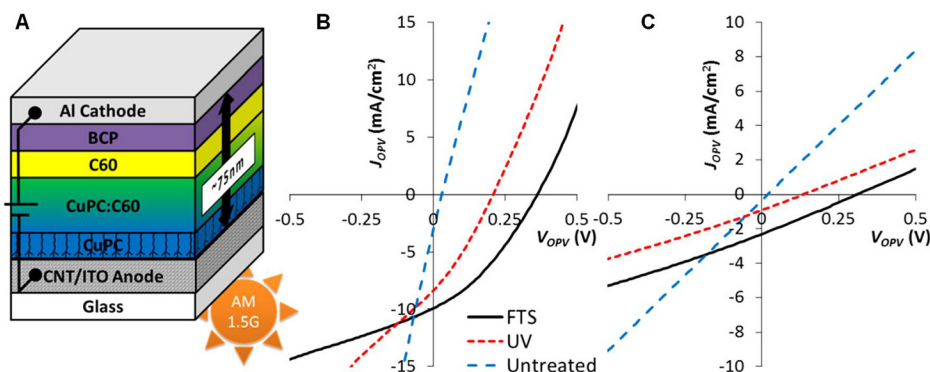 A
Al Cathode
BCP
C60
CuPC:C60
CuPC
CNT/ITO Anode
Glass
~75nm
AM
1.5G
B
J_OPV (mA/cm²)
15
10
5
0
-5
-10
-15
-0.5
-0.25
0
0.25
0.5
V_OPV (V)
FTS
UV
Untreated
C
J_OPV (mA/cm²)
10
8
6
4
2
0
-2
-4
-6
-8
-10
-0.5
-0.25
0
0.25
0.5
V_OPV (V)